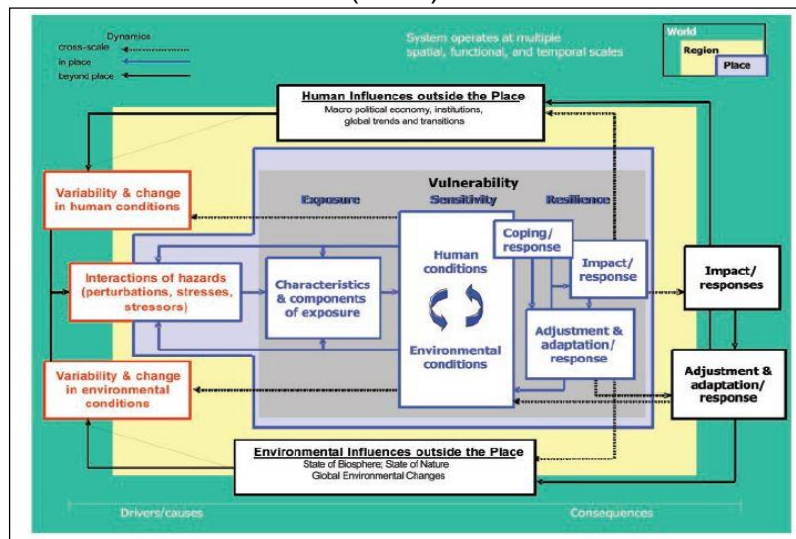 Dynamics
cross-scale
in place
beyond place
System operates at multiple
spatial, functional, and temporal scales
World
Region
Place
Human Influences outside the Place
Macro political economy, institutions,
global trends and transitions
Vulnerability
Exposure
Sensitivity
Resilience
Variability & change
in human conditions
Coping/
response
Human
conditions
Impact/
response
Interactions of hazards
(perturbations, stresses,
stressors)
Characteristics
& components
of exposure
Impact/
responses
Adjustment &
adaptation/
response
Environmental
conditions
Variability & change
in environmental
conditions
Adjustment &
adaptation/
response
Environmental Influences outside the Place
State of Biosphere; State of Nature
Global Environmental Changes
Drivers/causes
Consequences